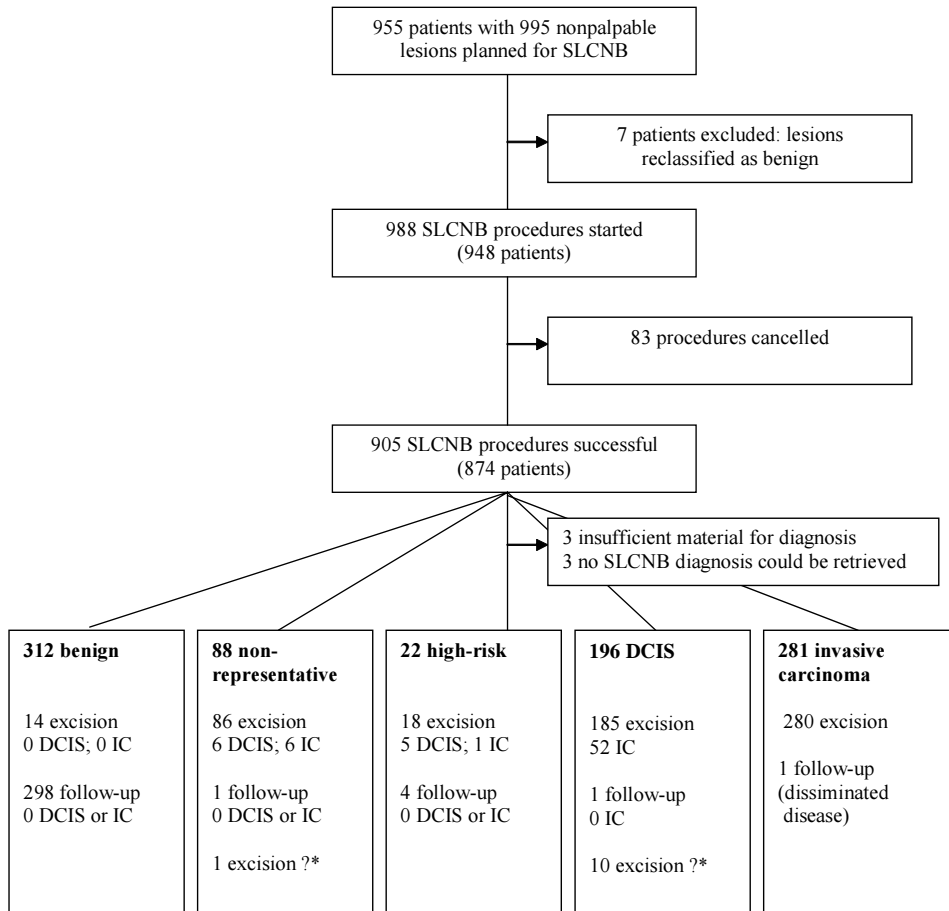 955 patients with 995 nonpalpable
lesions planned for SLCNB
7 patients excluded: lesions
reclassified as benign
988 SLCNB procedures started
(948 patients)
83 procedures cancelled
905 SLCNB procedures successful
(874 patients)
3 insufficient material for diagnosis
3 no SLCNB diagnosis could be retrieved
312 benign
14 excision
0 DCIS; 0 IC
298 follow-up
0 DCIS or IC
88 non-
representative
86 excision
6 DCIS; 6 IC
1 follow-up
0 DCIS or IC
1 excision ?*
22 high-risk
18 excision
5 DCIS; 1 IC
4 follow-up
0 DCIS or IC
196 DCIS
185 excision
52 IC
1 follow-up
0 IC
10 excision ?*
281 invasive
carcinoma
280 excision
1 follow-up
(dissiminated
disease)